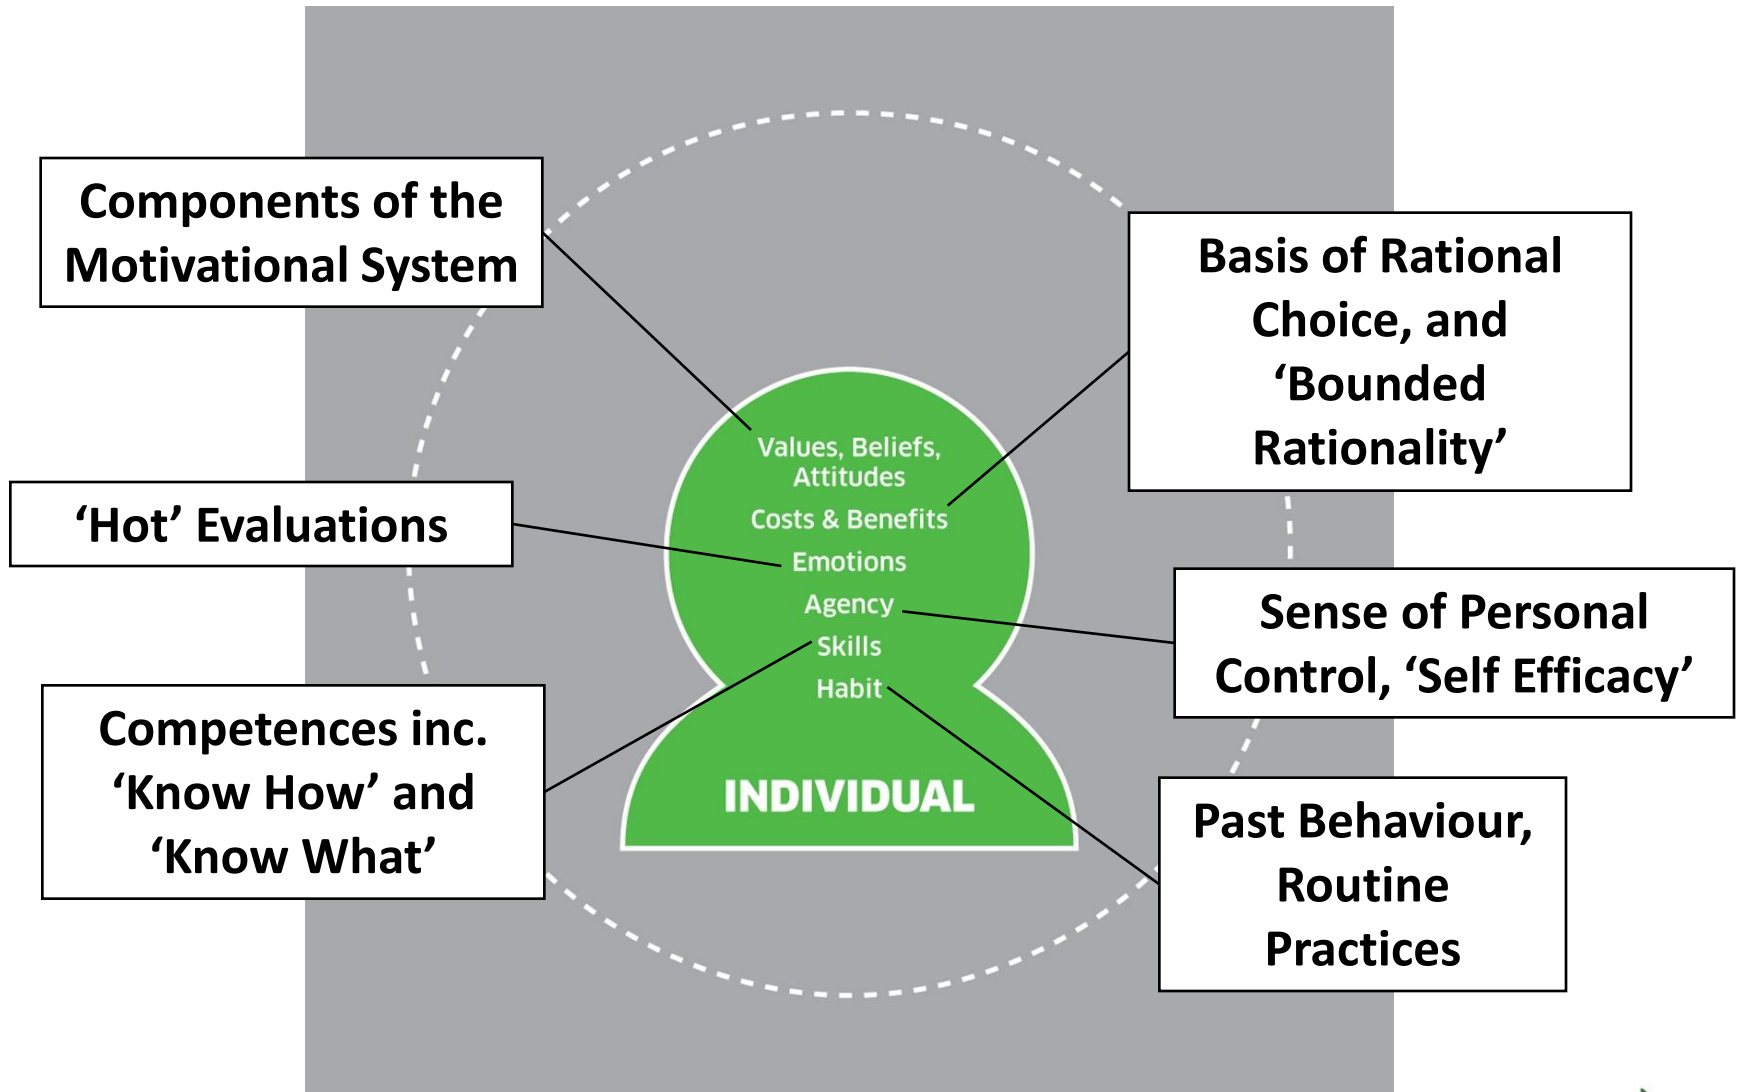 Components of the
Motivational System
Basis of Rational
Choice, and
‘Bounded
Rationality’
‘Hot’ Evaluations
Sense of Personal
Control, ‘Self Efficacy’
Competences inc.
‘Know How’ and
‘Know What’
Past Behaviour,
Routine
Practices
Values, Beliefs,
Attitudes
Costs & Benefits
Emotions
Agency
Skills
Habit
INDIVIDUAL